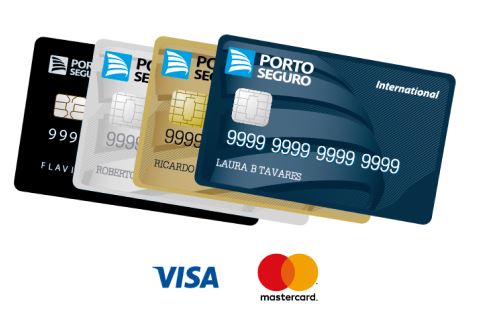 PORTO
SEGURO
9999
FLAVI
PORTO
SEGURO
9999
ROBERTO
PORTO
SEGURO
9999
RICARDO
PORTO
SEGURO
International
9999 9999 9999 9999
LAURA B TAVARES
VISA
mastercard.